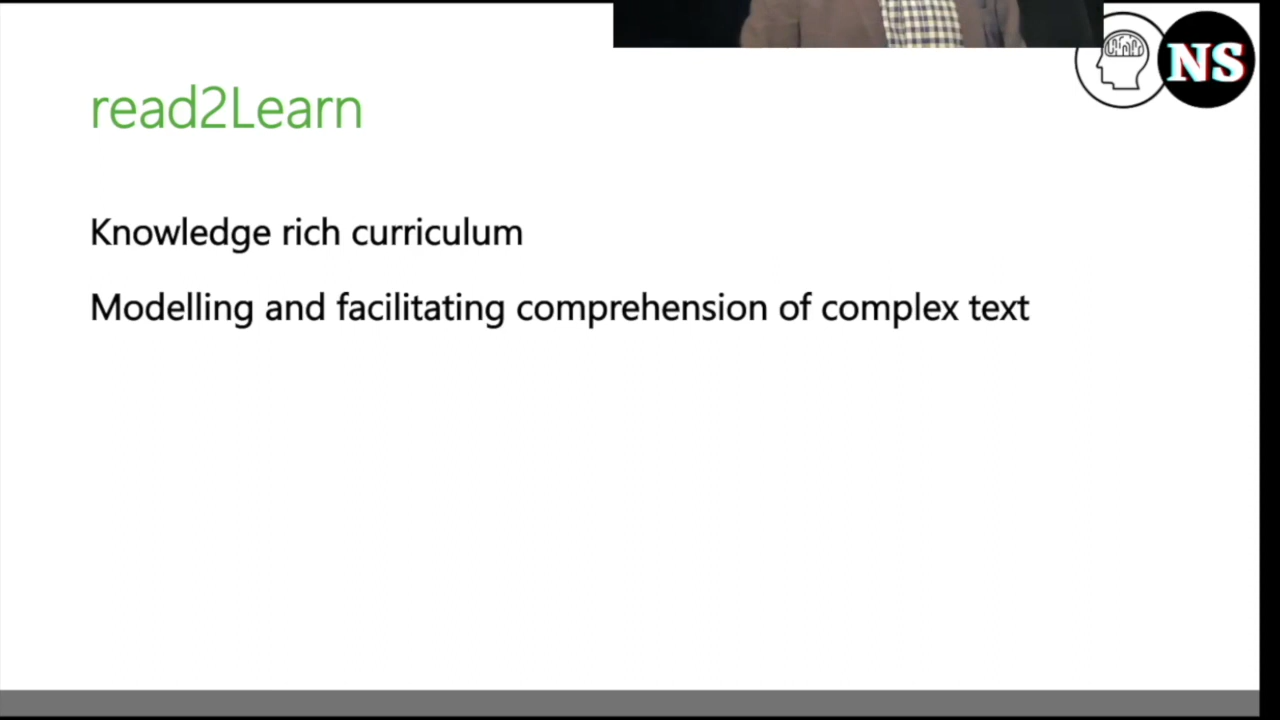 NS
read2Learn
Knowledge rich curriculum
Modelling and facilitating comprehension of complex text